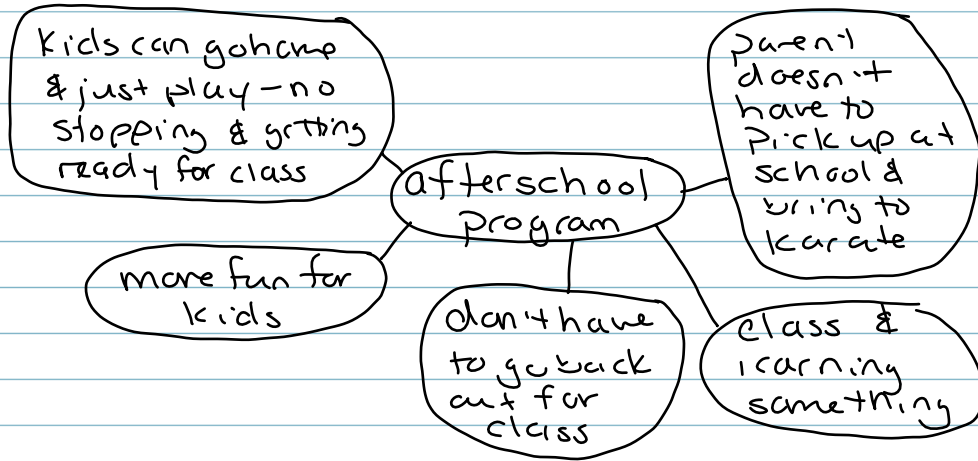 Kids can go home
& just play - no
stopping & getting
ready for class
parent
doesn't
have to
pick up at
school &
bring to
karate
afterschool
program
more fun for
kids
don't have
to go back
out for
class
class &
learning
something